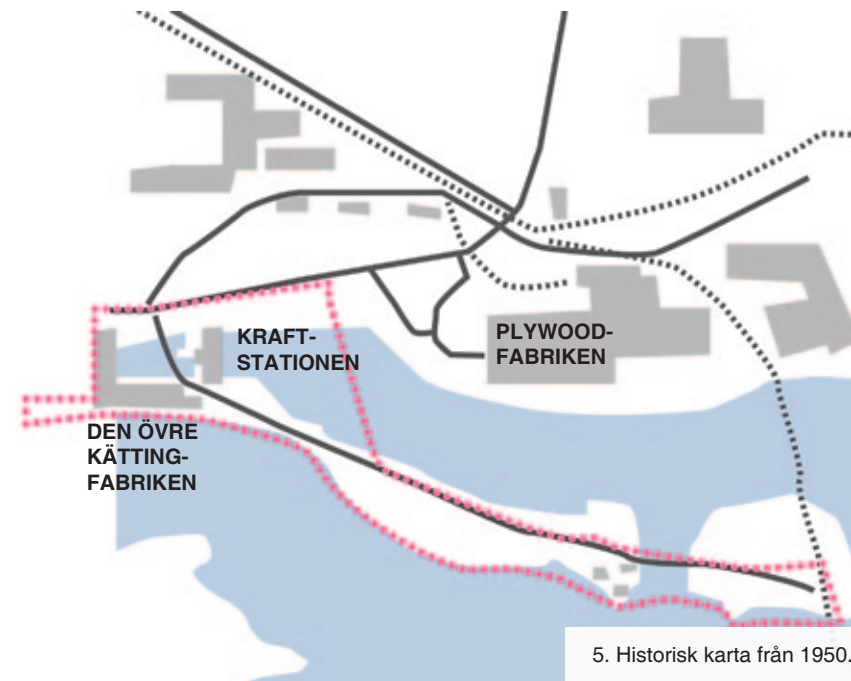 KRAFT-
STATIONEN
PLYWOOD-
FABRIKEN
DEN ÖVRE
KÄTTING-
FABRIKEN
5. Historisk karta från 1950.